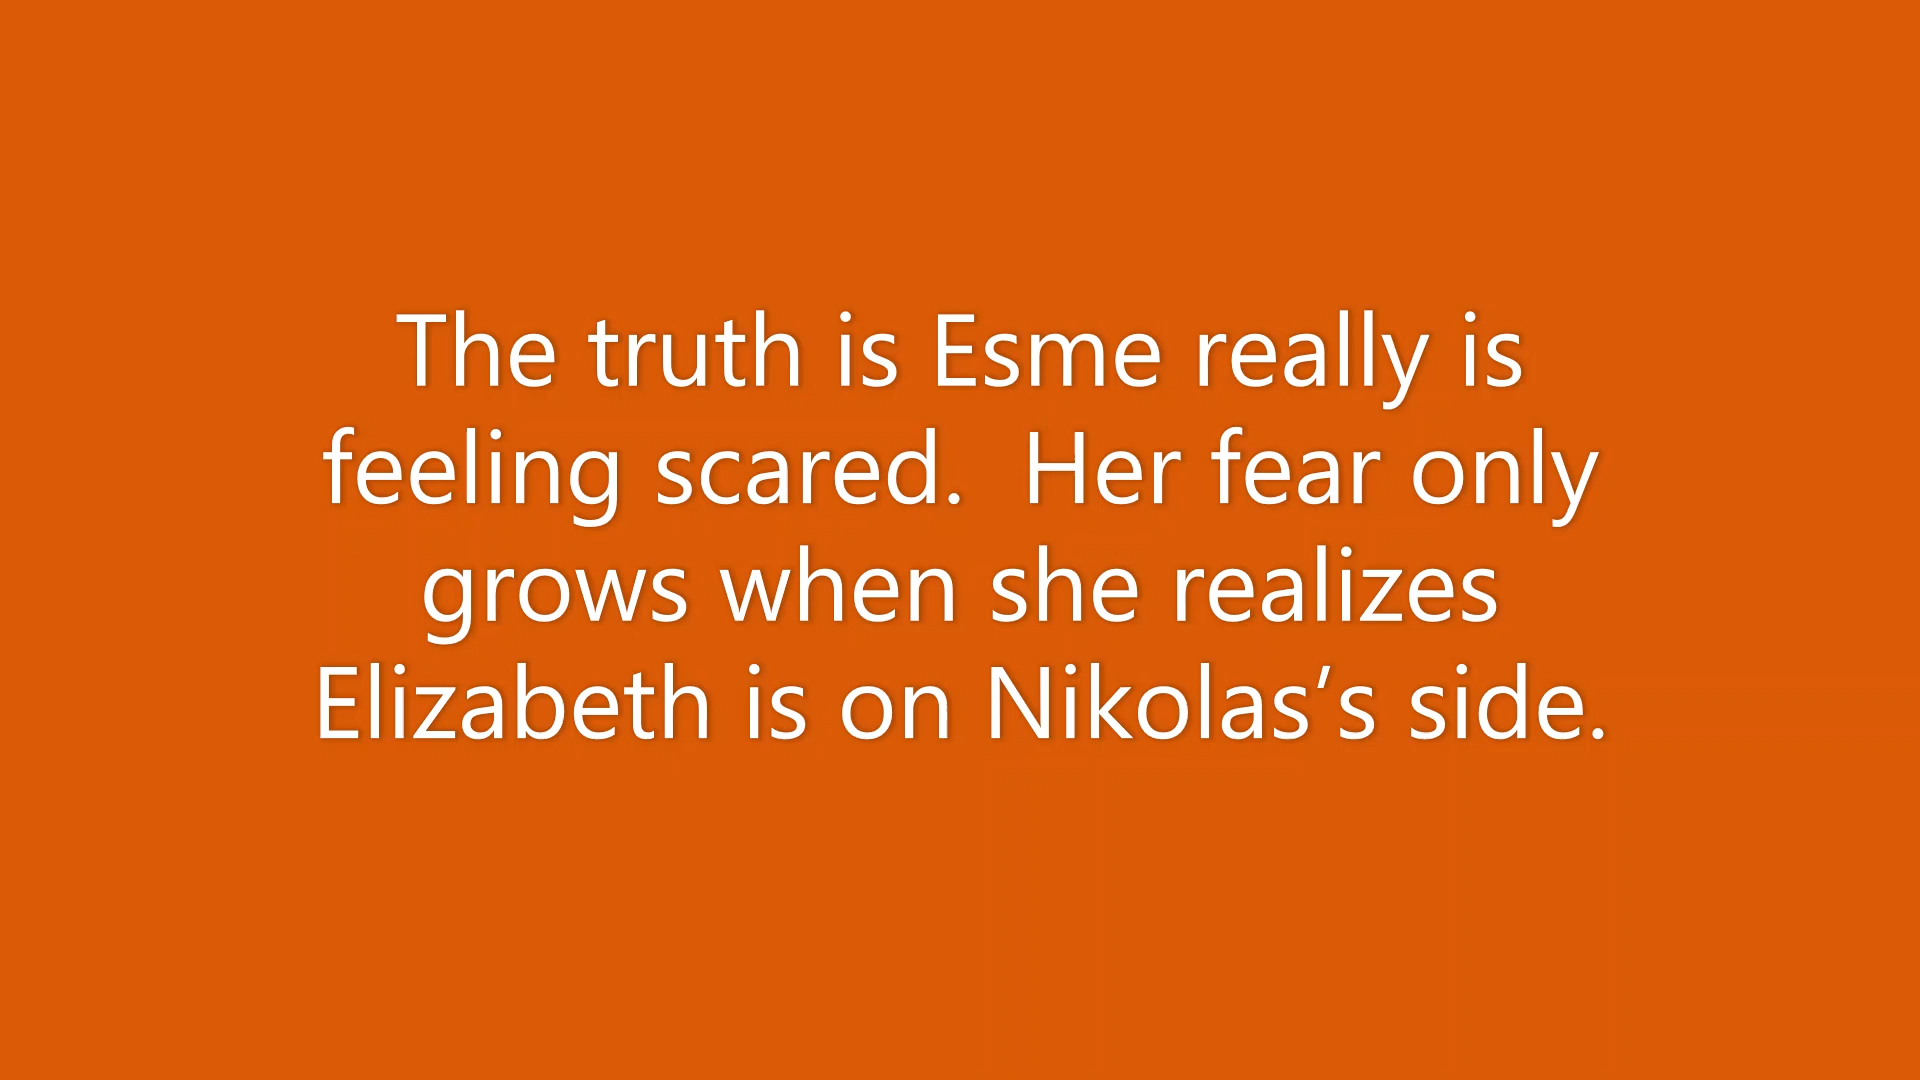 The truth is Esme really is
feeling scared.  Her fear only
grows when she realizes
Elizabeth is on Nikolas’s side.